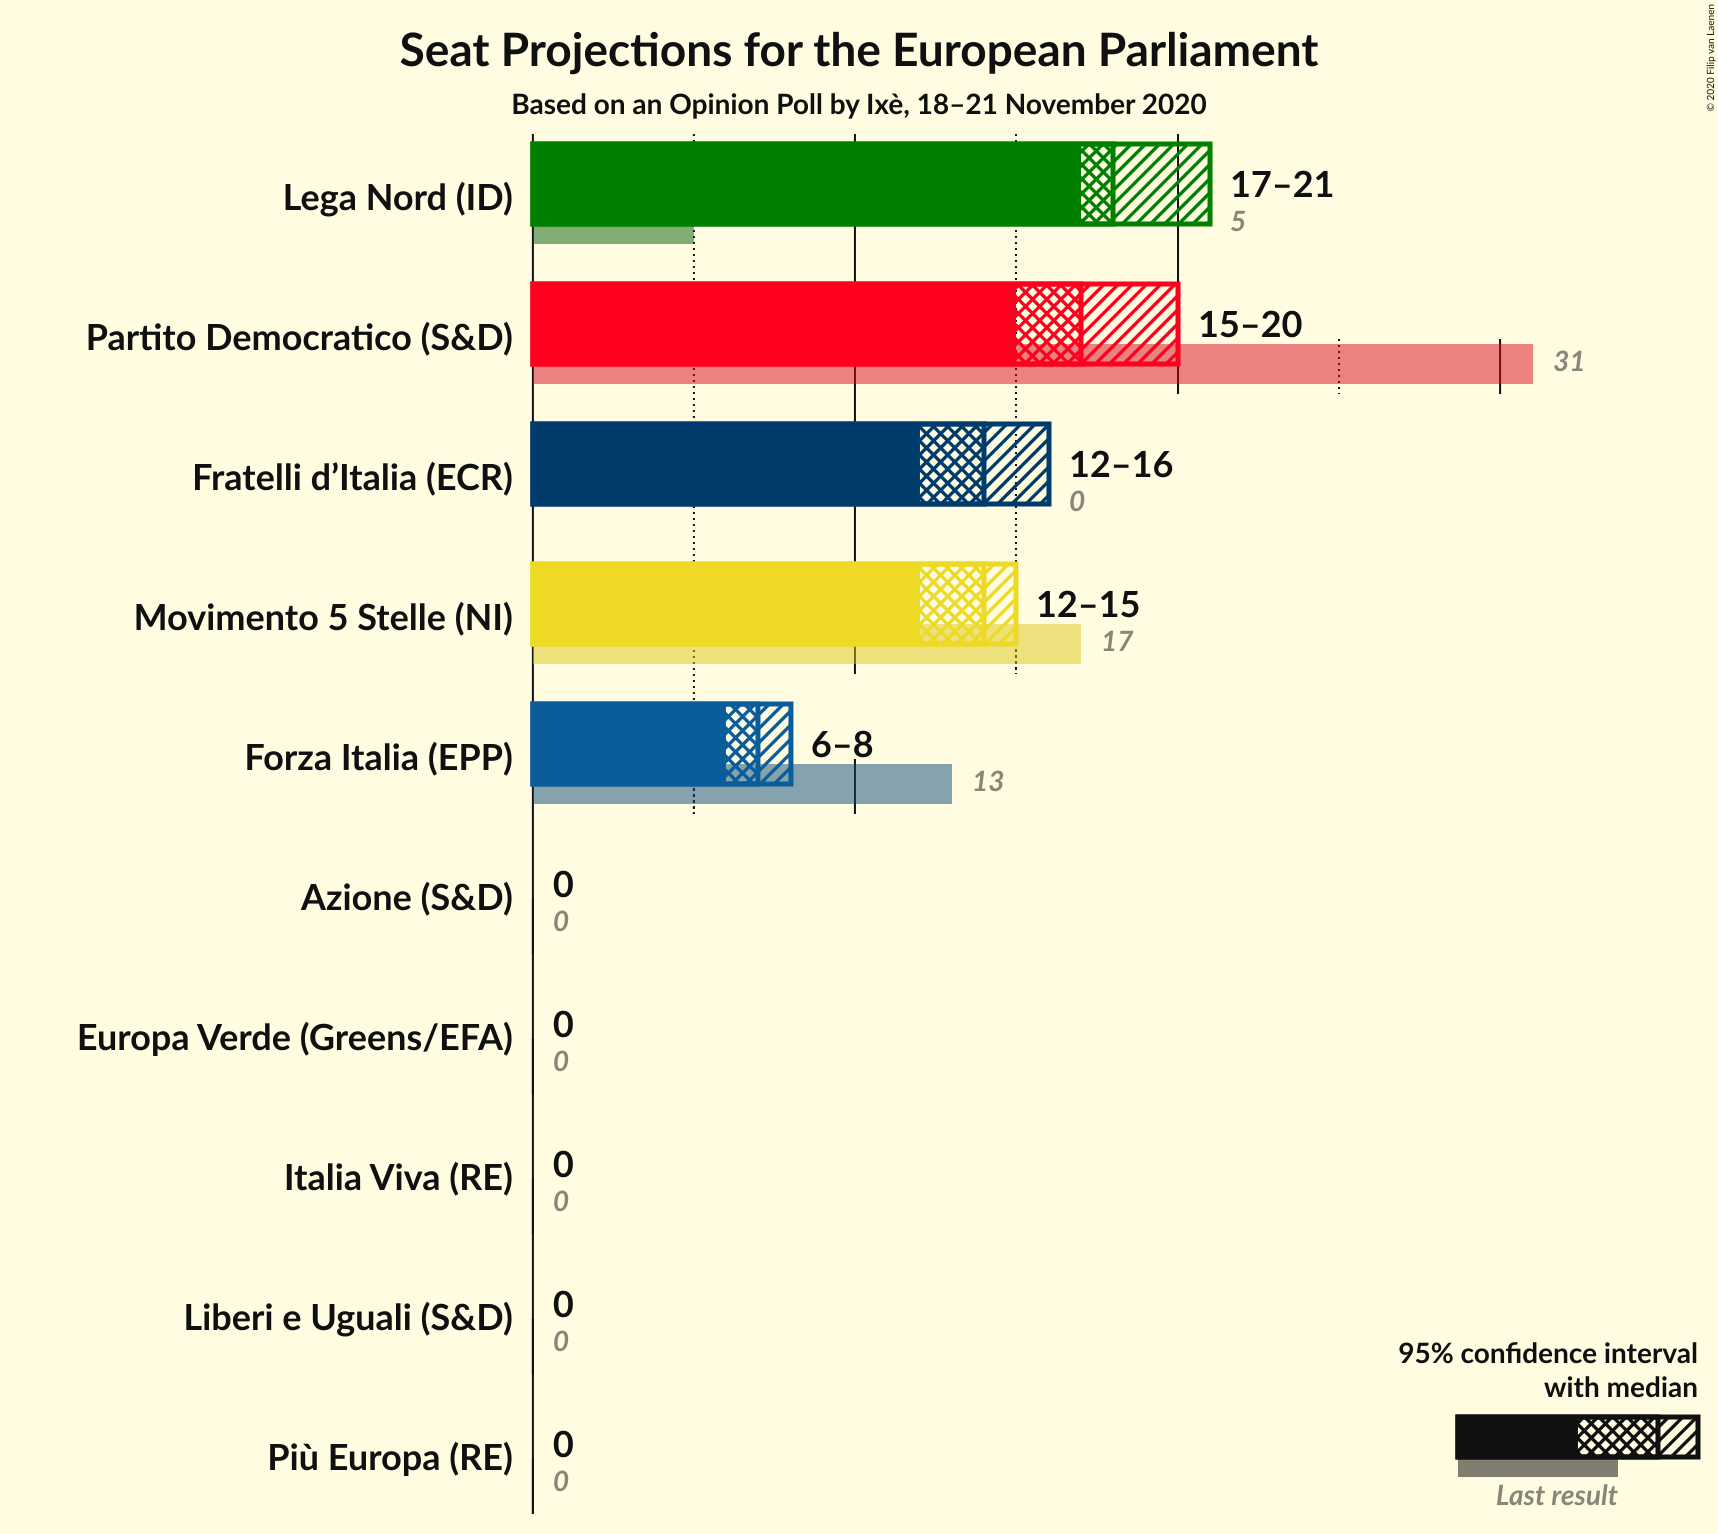 Seat Projections for the European Parliament
Based on an Opinion Poll by Ixè, 18–21 November 2020
© 2020 Filip van Laenen
Lega Nord (ID)
17–21
5
Partito Democratico (S&D)
15–20
31
Fratelli d’Italia (ECR)
12–16
0
Movimento 5 Stelle (NI)
12–15
17
Forza Italia (EPP)
6–8
13
Azione (S&D)
0
0
Europa Verde (Greens/EFA)
0
0
Italia Viva (RE)
0
0
Liberi e Uguali (S&D)
0
0
Più Europa (RE)
0
0
95% confidence interval
with median
Last result